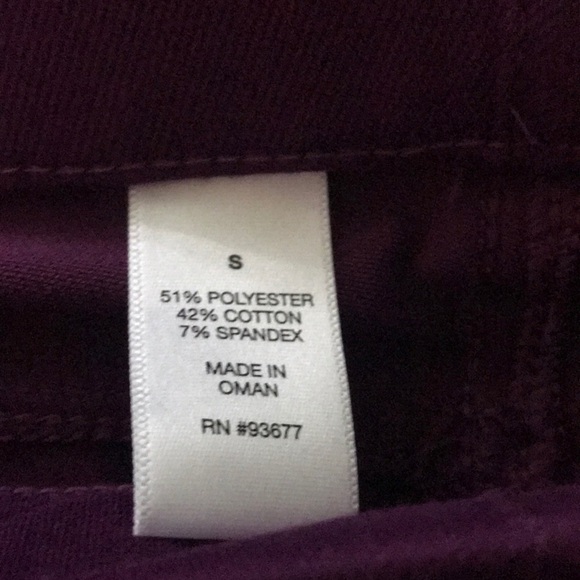 S
51% POLYESTER
42% COTTON
7% SPANDEX
MADE IN
OMAN
RN #93677